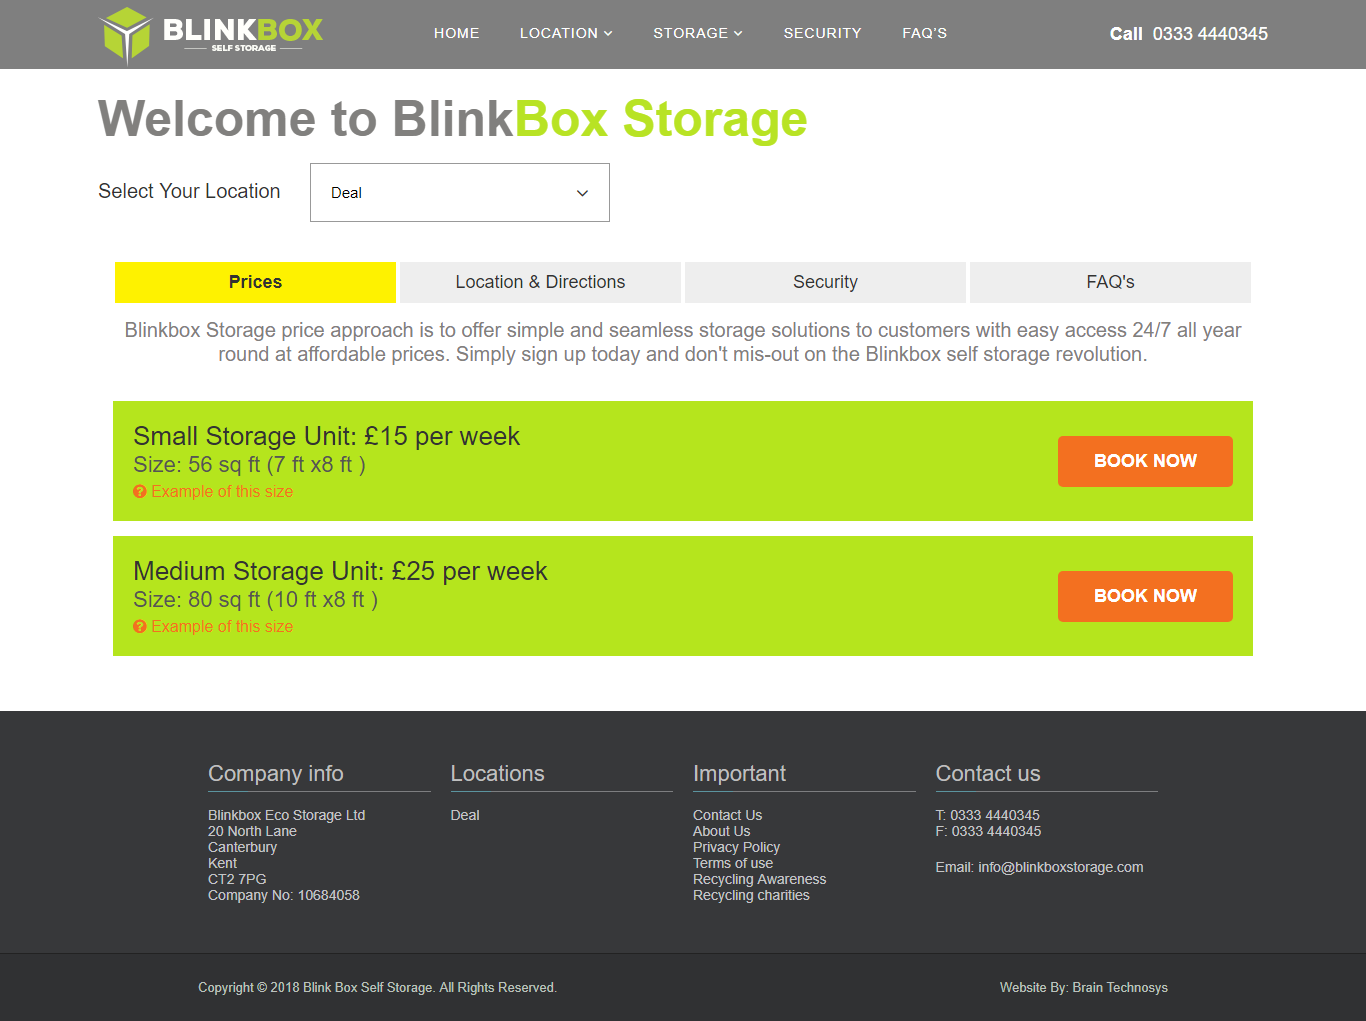 BLINKBOX
SELF STORAGE
HOME LOCATION STORAGE SECURITY FAQ'S
Call 0333 4440345
Welcome to BlinkBox Storage
Select Your Location
Deal
Prices
Location & Directions
Security
FAQ's
Blinkbox Storage price approach is to offer simple and seamless storage solutions to customers with easy access 24/7 all year
round at affordable prices. Simply sign up today and don't mis-out on the Blinkbox self storage revolution.
Small Storage Unit: £15 per week
Size: 56 sq ft (7 ft x8 ft )
Example of this size
BOOK NOW
Medium Storage Unit: £25 per week
Size: 80 sq ft (10 ft x8 ft )
Example of this size
BOOK NOW
Company info
Blinkbox Eco Storage Ltd
20 North Lane
Canterbury
Kent
CT2 7PG
Company No: 10684058
Locations
Deal
Important
Contact Us
About Us
Privacy Policy
Terms of use
Recycling Awareness
Recycling charities
Contact us
T: 0333 4440345
F: 0333 4440345
Email: info@blinkboxstorage.com
Copyright © 2018 Blink Box Self Storage. All Rights Reserved.
Website By: Brain Technosys